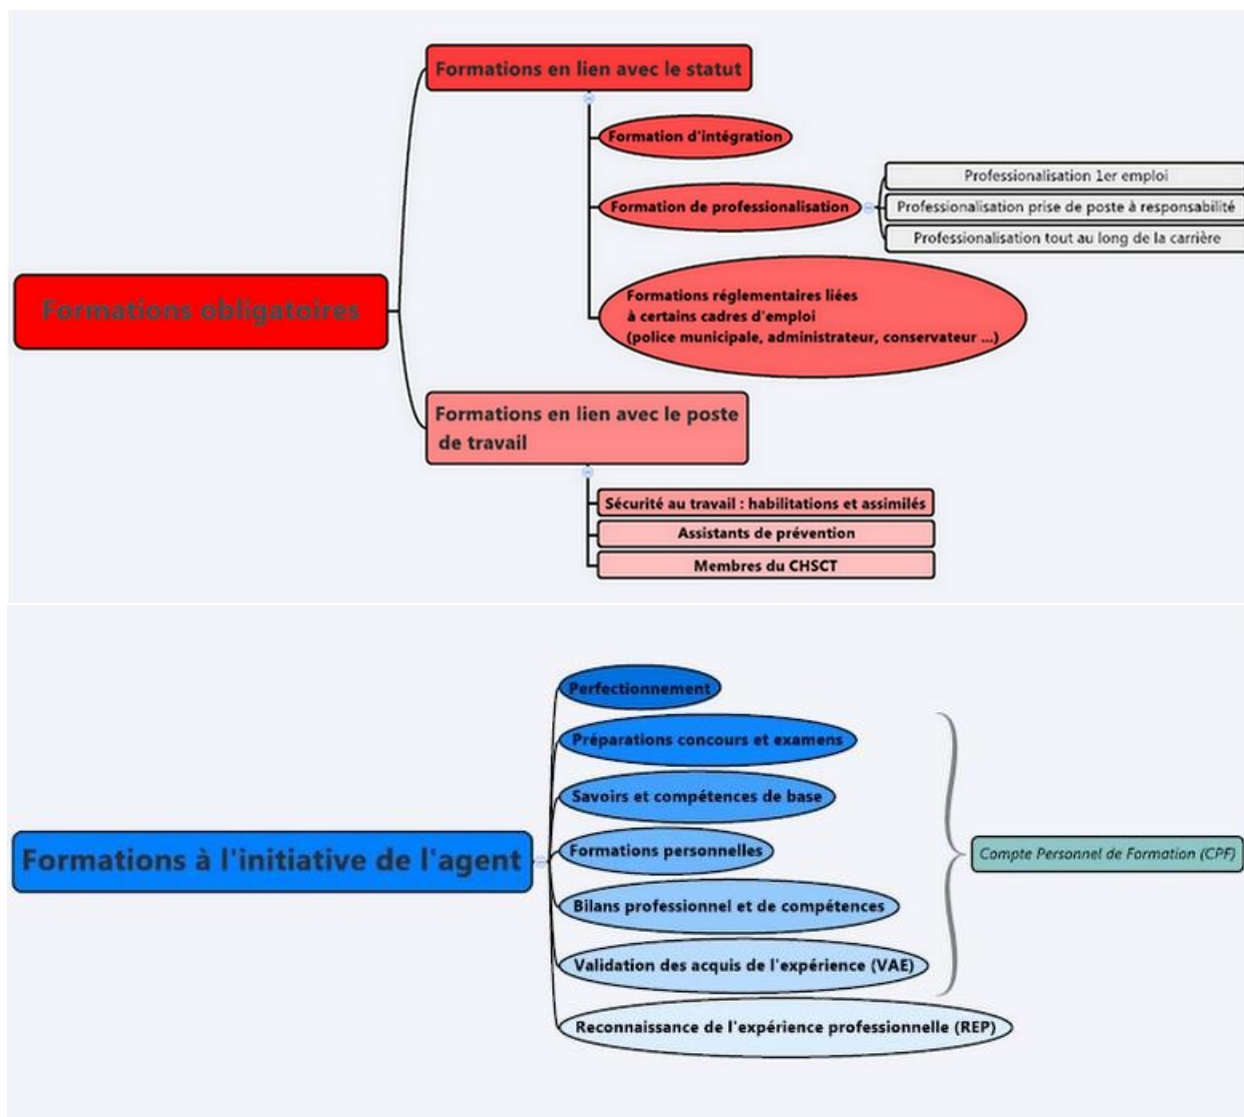 Formations obligatoires
Formations en lien avec le statut
Formation d'intégration
Formation de professionalisation
Professionalisation 1er emploi
Professionalisation prise de poste à responsabilité
Professionalisation tout au long de la carrière
Formations réglementaires liées
à certains cadres d'emploi
(police municipale, administrateur, conservateur ...)
Formations en lien avec le poste
de travail
Sécurité au travail : habilitations et assimilés
Assistants de prévention
Membres du CHSCT
Formations à l'initiative de l'agent
Perfectionnement
Préparations concours et examens
Savoirs et compétences de base
Formations personnelles
Bilans professionnel et de compétences
Validation des acquis de l'expérience (VAE)
Reconnaissance de l'expérience professionnelle (REP)
Compte Personnel de Formation (CPF)